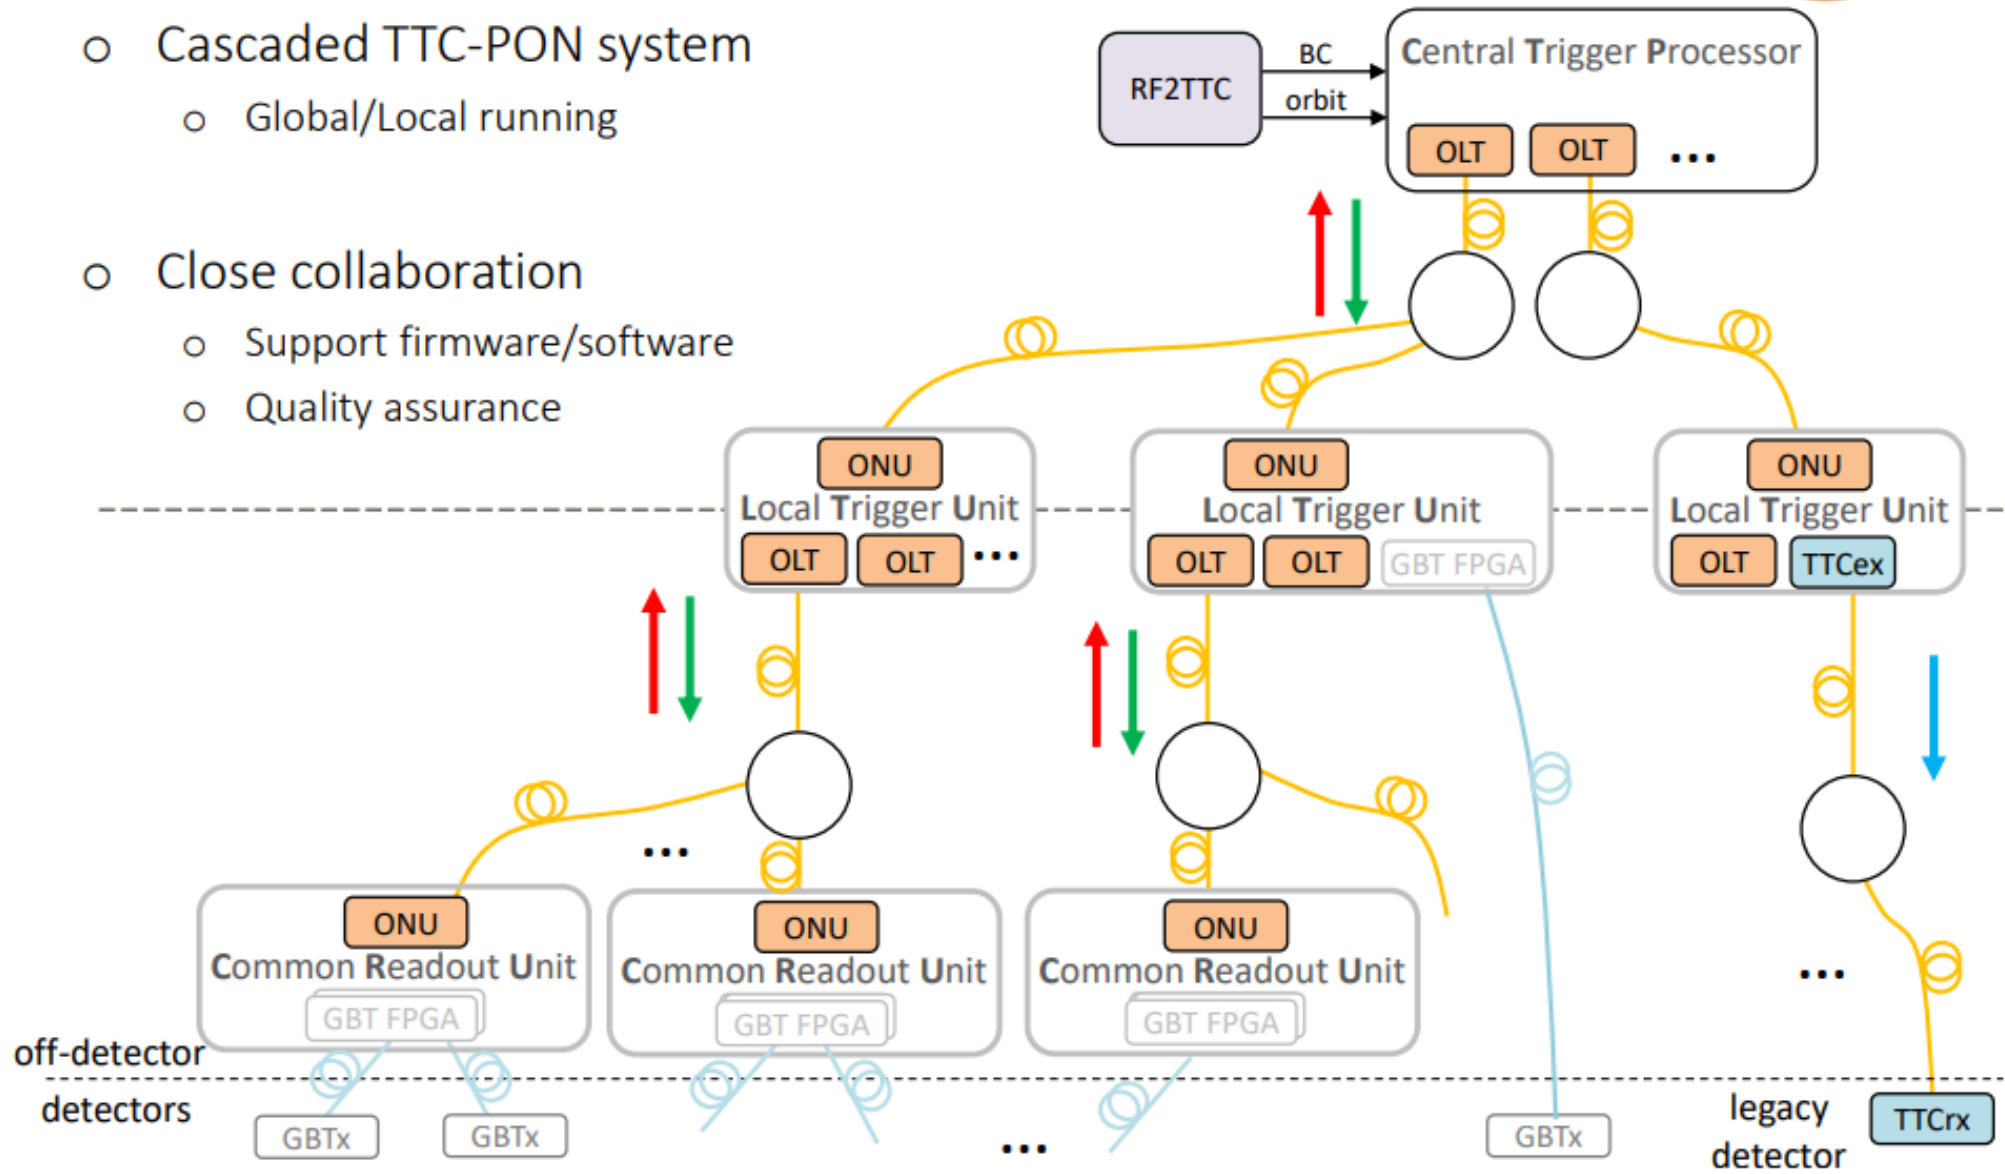 o Cascaded TTC-PON system
o Global/Local running
o Close collaboration
o Support firmware/software
o Quality assurance
RF2TTC
BC
orbit
Central Trigger Processor
OLT OLT ...
ONU
Local Trigger Unit
OLT OLT ...
ONU
Local Trigger Unit
OLT OLT GBT FPGA
ONU
Local Trigger Unit
OLT TTCex
...
ONU
Common Readout Unit
GBT FPGA
ONU
Common Readout Unit
GBT FPGA
ONU
Common Readout Unit
GBT FPGA
...
off-detector
detectors
GBTx
GBTx
...
GBTx
legacy
detector
TTCrx